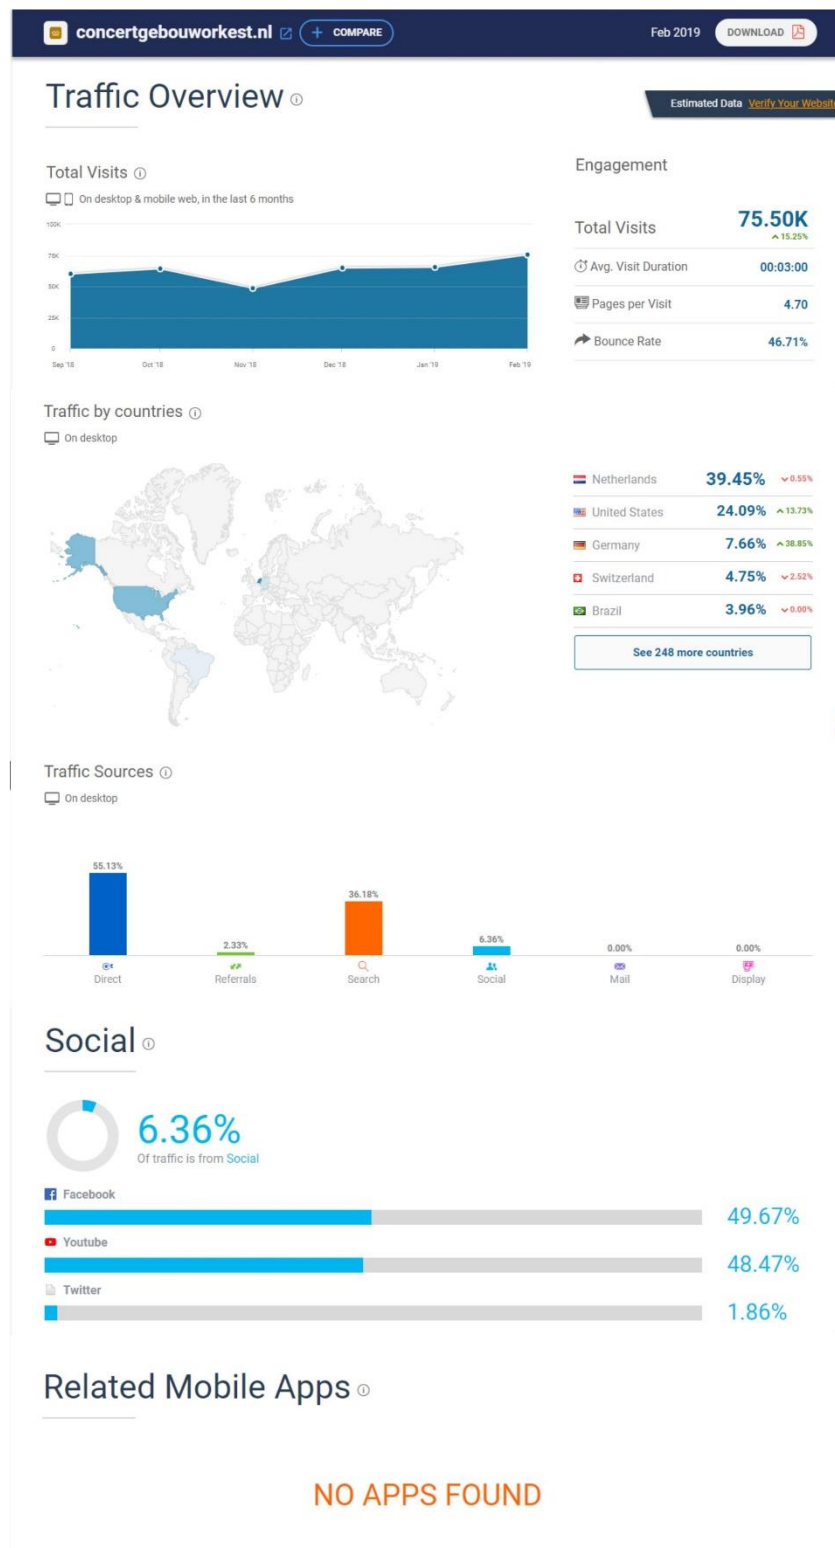 concertgebouworkest.nl + COMPARE Feb 2019 DOWNLOAD
Traffic Overview
Estimated Data Verify Your Website
Total Visits
On desktop & mobile web, in the last 6 months
100K
75K
50K
25K
0
Sep '18 Oct '18 Nov '18 Dec '18 Jan '19 Feb '19
Engagement
Total Visits 75.50K
15.25%
Avg. Visit Duration 00:03:00
Pages per Visit 4.70
Bounce Rate 46.71%
Traffic by countries
On desktop
Netherlands 39.45% 0.55%
United States 24.09% 13.73%
Germany 7.66% 38.85%
Switzerland 4.75% 2.52%
Brazil 3.96% 0.00%
See 248 more countries
Traffic Sources
On desktop
55.13% 2.33% 36.18% 6.36% 0.00% 0.00%
Direct Referrals Search Social Mail Display
Social
6.36%
Of traffic is from Social
Facebook
49.67%
Youtube
48.47%
Twitter
1.86%
Related Mobile Apps
NO APPS FOUND